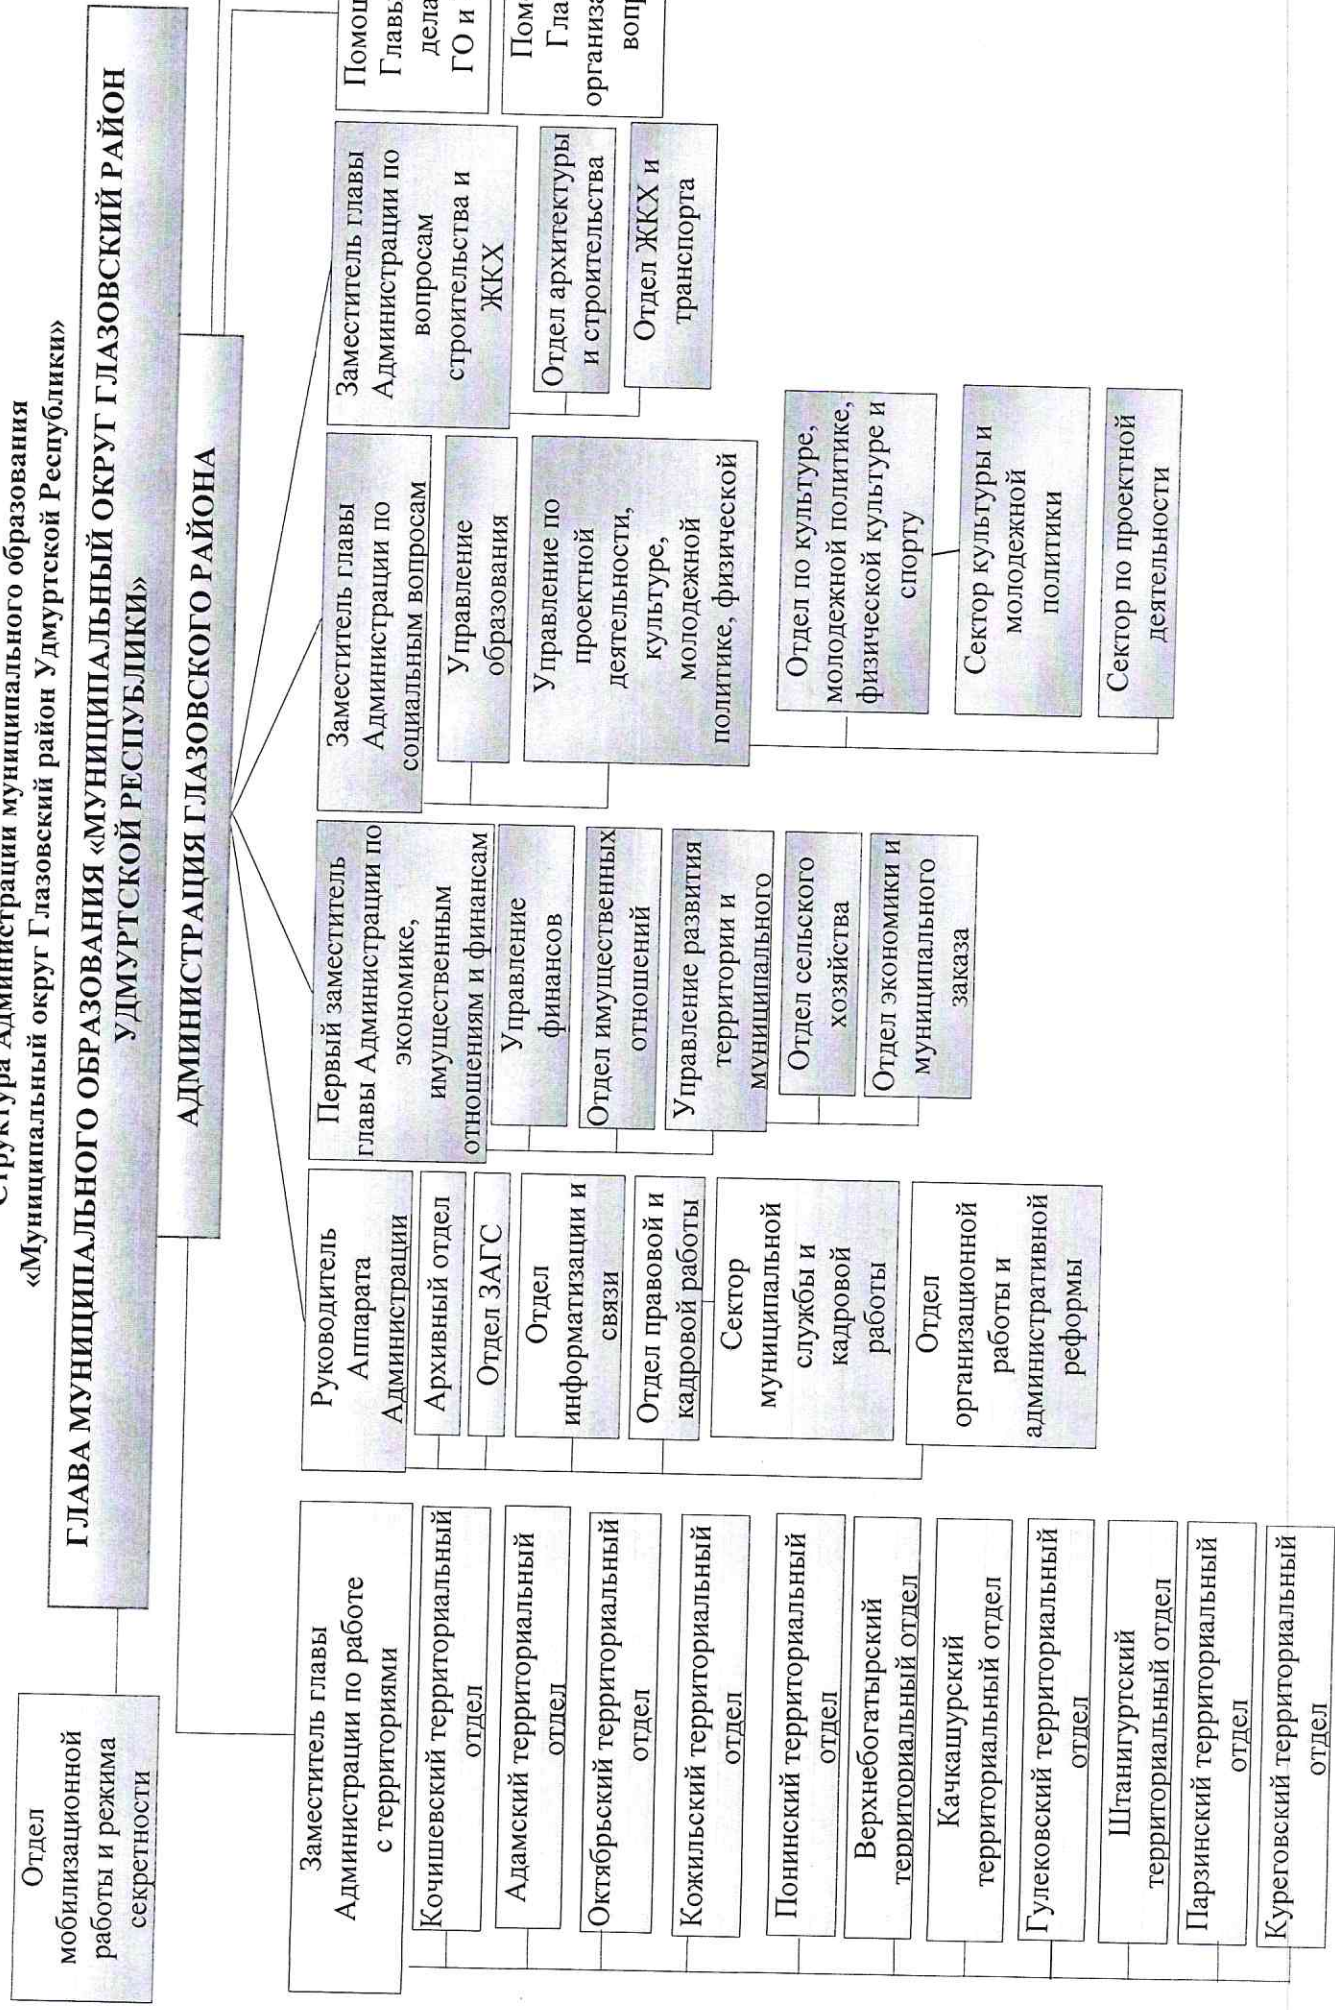 Структура Администрации муниципального образования
«Муниципальный округ Глазовский район Удмуртской Республики»
ГЛАВА МУНИЦИПАЛЬНОГО ОБРАЗОВАНИЯ «МУНИЦИПАЛЬНЫЙ ОКРУГ ГЛАЗОВСКИЙ РАЙОН
УДМУРТСКОЙ РЕСПУБЛИКИ»
Отдел
мобилизационной
работы и режима
секретности
АДМИНИСТРАЦИЯ ГЛАЗОВСКОГО РАЙОНА
Заместитель главы
Администрации по работе
с территориями
Кочишевский территориальный
отдел
Адамский территориальный
отдел
Октябрьский территориальный
отдел
Кожильский территориальный
отдел
Понинский территориальный
отдел
Верхнебогатырский
территориальный отдел
Качкашурский
территориальный отдел
Гулековский территориальный
отдел
Штанигуртский
территориальный отдел
Парзинский территориальный
отдел
Куреговский территориальный
отдел
Руководитель
Аппарата
Администрации
Архивный отдел
Отдел ЗАГС
Отдел
информатизации и
связи
Отдел правовой и
кадровой работы
Сектор
муниципальной
службы и
кадровой
работы
Отдел
организационной
работы и
административной
реформы
Первый заместитель
главы Администрации по
экономике,
имущественным
отношениям и финансам
Управление
финансов
Отдел имущественных
отношений
Управление развития
территории и
муниципального
Отдел сельского
хозяйства
Отдел экономики и
муниципального
заказа
Заместитель главы
Администрации по
социальным вопросам
Управление
образования
Управление по
проектной
деятельности,
культуре,
молодежной
политике, физической
Отдел по культуре,
молодежной политике,
физической культуре и
спорту
Сектор культуры и
молодежной
политики
Сектор по проектной
деятельности
Заместитель главы
Администрации по
вопросам
строительства и
ЖКХ
Отдел архитектуры
и строительства
Отдел ЖКХ и
транспорта
Помощ
Главы
дела
ГО и
Пом
Гла
организа
вопр